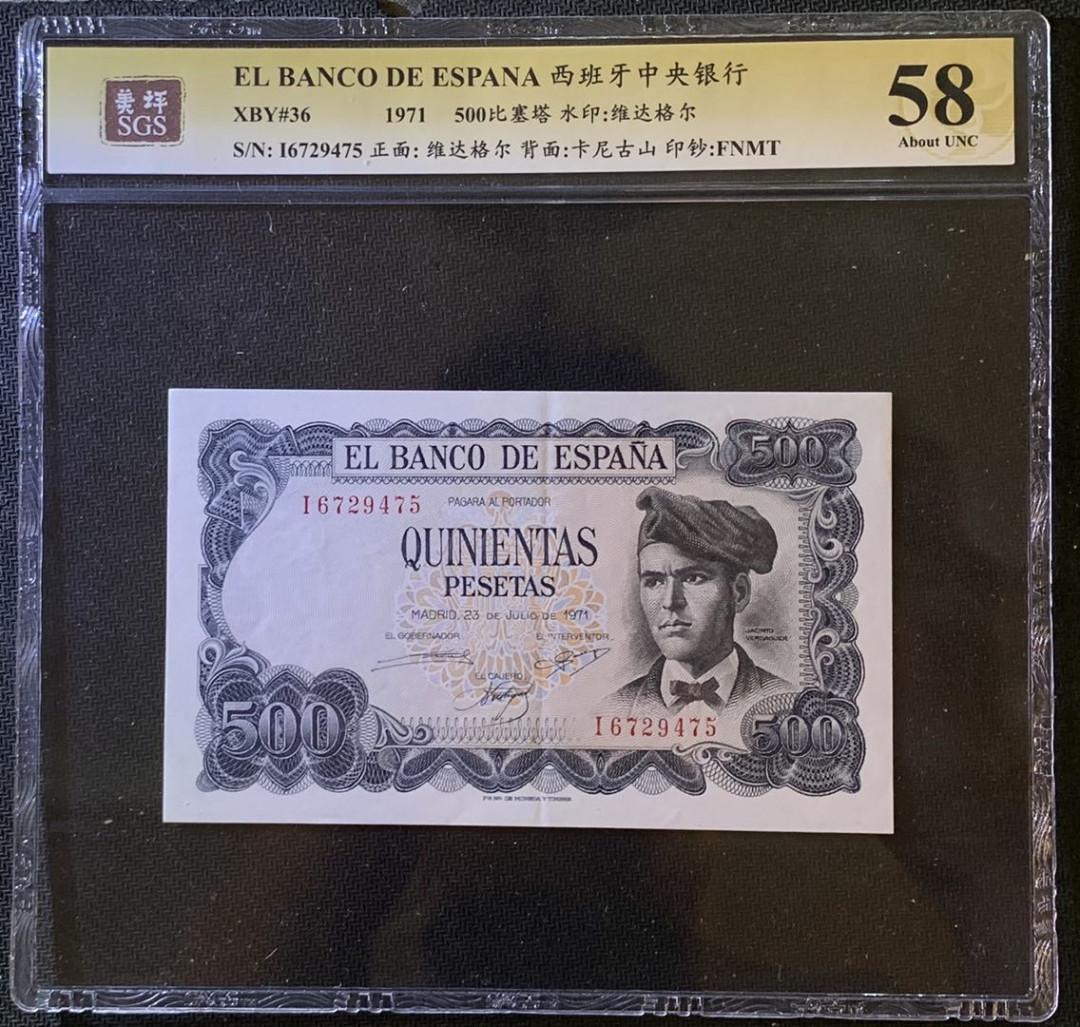 EL BANCO DE ESPANA 西班牙中央银行
美评
SGS
XBY#36 1971 500比塞塔 水印:维达格尔
S/N: I6729475 正面: 维达格尔 背面:卡尼古山 印钞:FNMT
58
About UNC
EL BANCO DE ESPAÑA
500
I6729475
PAGARA AL PORTADOR
QUINIENTAS
PESETAS
MADRID, 23 DE JULIO DE 1971
EL GOBERNADOR
EL INTERVENTOR
JACINTO
VERDAGUER
EL CAJERO
500
I6729475
500